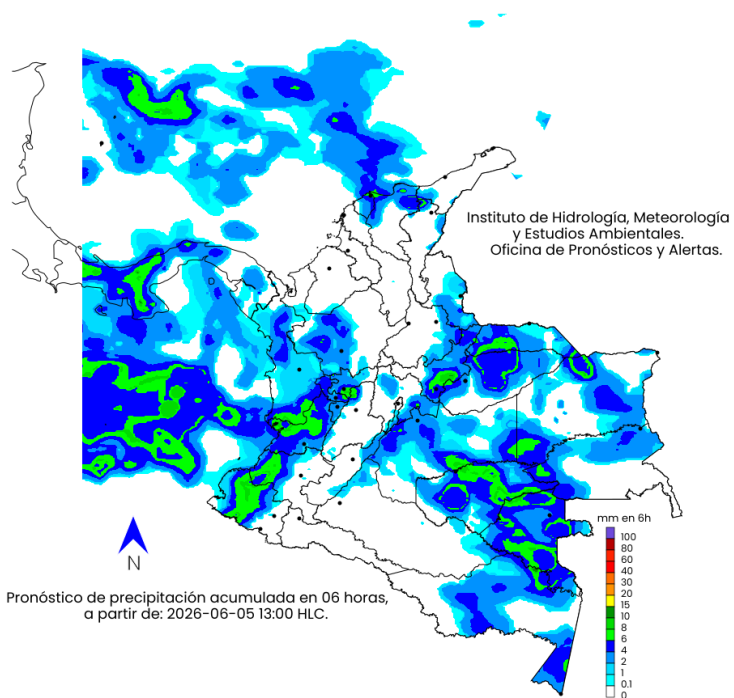 Instituto de Hidrología, Meteorología
y Estudios Ambientales.
Oficina de Pronósticos y Alertas.
mm en 6h
100
80
60
40
30
20
15
10
8
6
4
2
1
0.1
0
N
Pronóstico de precipitación acumulada en 06 horas,
a partir de: 2026-06-05 13:00 HLC.